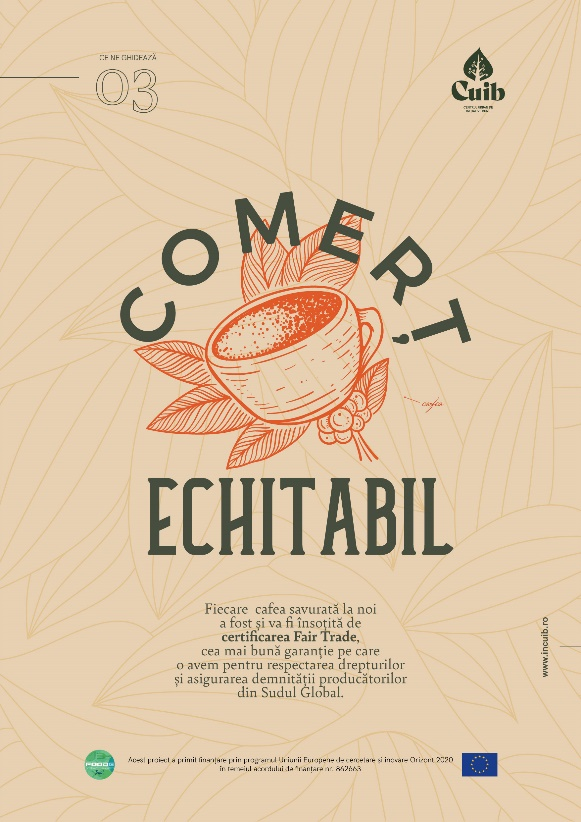 CE NE GHIDEAZĂ
03
Cuib
COMERȚ
cafea
ECHITABIL
Fiecare cafea savurată la noi
a fost și va fi însoțită de
certificarea Fair Trade,
cea mai bună garanție pe care
o avem pentru respectarea drepturilor
și asigurarea demnității producătorilor
din Sudul Global.
www.incuib.ro
Acest proiect a primit finanțare prin programul Uniunii Europene de cercetare și inovare Orizont 2020
în temeiul acordului de finanțare nr. 862663